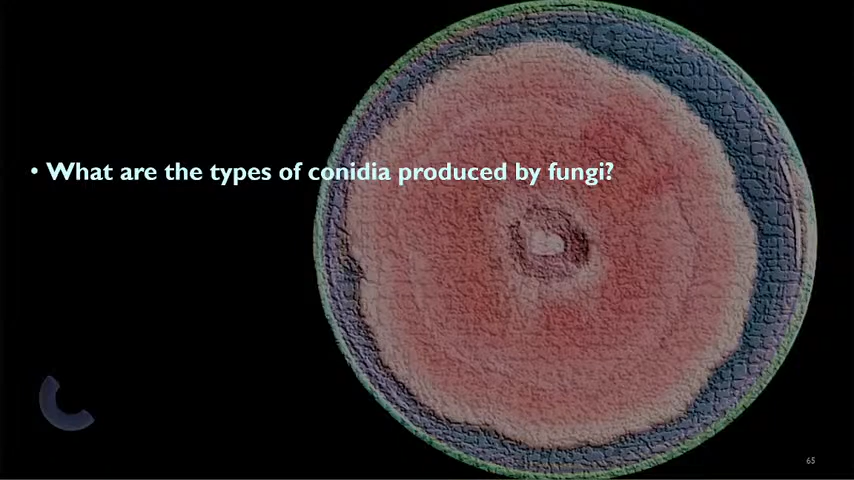 • What are the types of conidia produced by fungi?
65